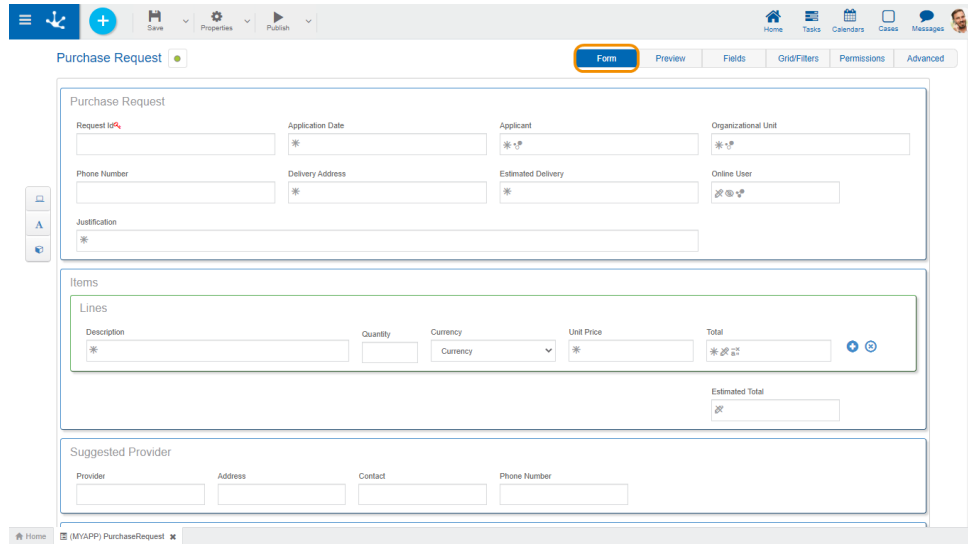 Save Properties Publish Home Tasks Calendars Cases Messages
Purchase Request Form Preview Fields Grid/Filters Permissions Advanced
Purchase Request
Request Id Application Date Applicant Organizational Unit
Phone Number Delivery Address Estimated Delivery Online User
A
Justification
Items
Lines
Description Quantity Currency Unit Price Total
Currency
Estimated Total
Suggested Provider
Provider Address Contact Phone Number
Home (MYAPP) PurchaseRequest